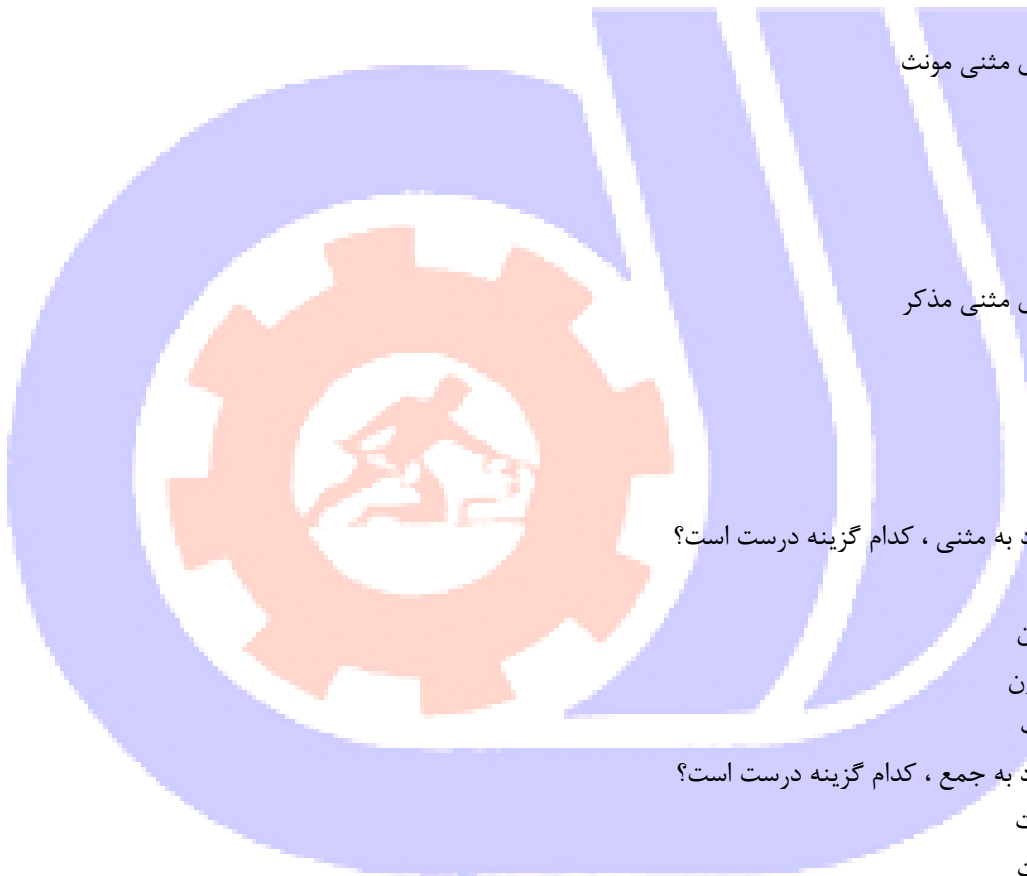 مثنی مونث
مثنی مذکر
به مثنی ، کدام گزینه درست است؟
به جمع ، کدام گزینه درست است؟